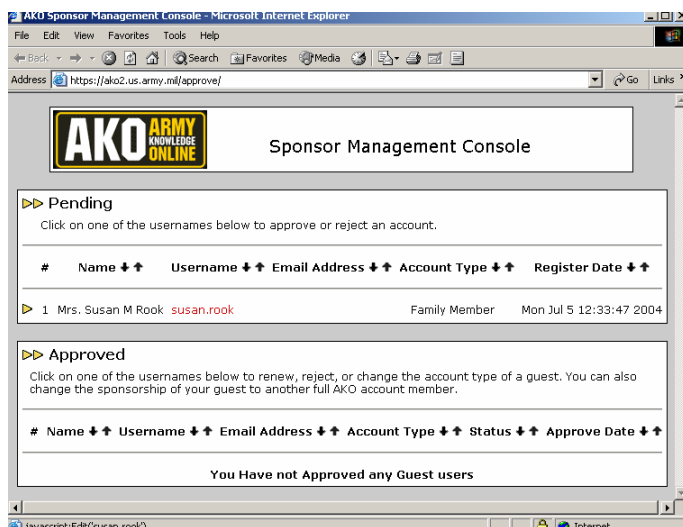 AKO Sponsor Management Console - Microsoft Internet Explorer
File Edit View Favorites Tools Help
Back Search Favorites Media
Address https://ako2.us.army.mil/approve/ Go Links
AKO ARMY KNOWLEDGE ONLINE
Sponsor Management Console
Pending
Click on one of the usernames below to approve or reject an account.
# Name Username Email Address Account Type Register Date
1 Mrs. Susan M Rook susan.rook Family Member Mon Jul 5 12:33:47 2004
Approved
Click on one of the usernames below to renew, reject, or change the account type of a guest. You can also
change the sponsorship of your guest to another full AKO account member.
# Name Username Email Address Account Type Status Approve Date
You Have not Approved any Guest users
javascript:Edit('susan.rook') Internet